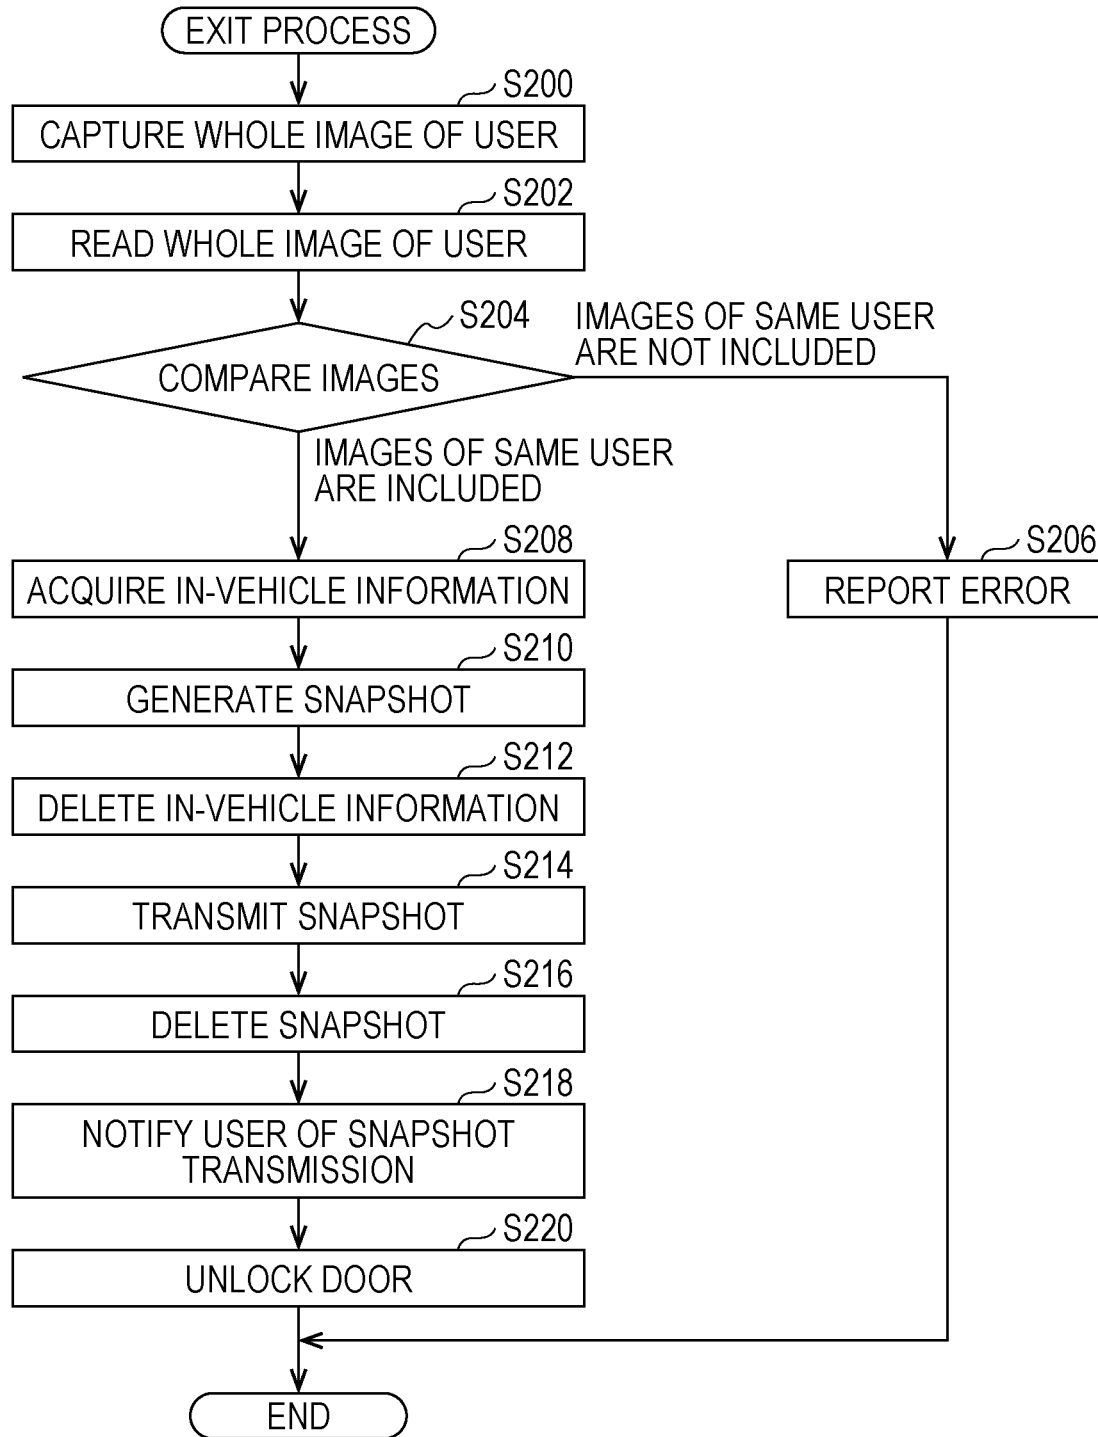 EXIT PROCESS
S200
CAPTURE WHOLE IMAGE OF USER
S202
READ WHOLE IMAGE OF USER
S204
COMPARE IMAGES
IMAGES OF SAME USER
ARE NOT INCLUDED
IMAGES OF SAME USER
ARE INCLUDED
S206
REPORT ERROR
S208
ACQUIRE IN-VEHICLE INFORMATION
S210
GENERATE SNAPSHOT
S212
DELETE IN-VEHICLE INFORMATION
S214
TRANSMIT SNAPSHOT
S216
DELETE SNAPSHOT
S218
NOTIFY USER OF SNAPSHOT
TRANSMISSION
S220
UNLOCK DOOR
END